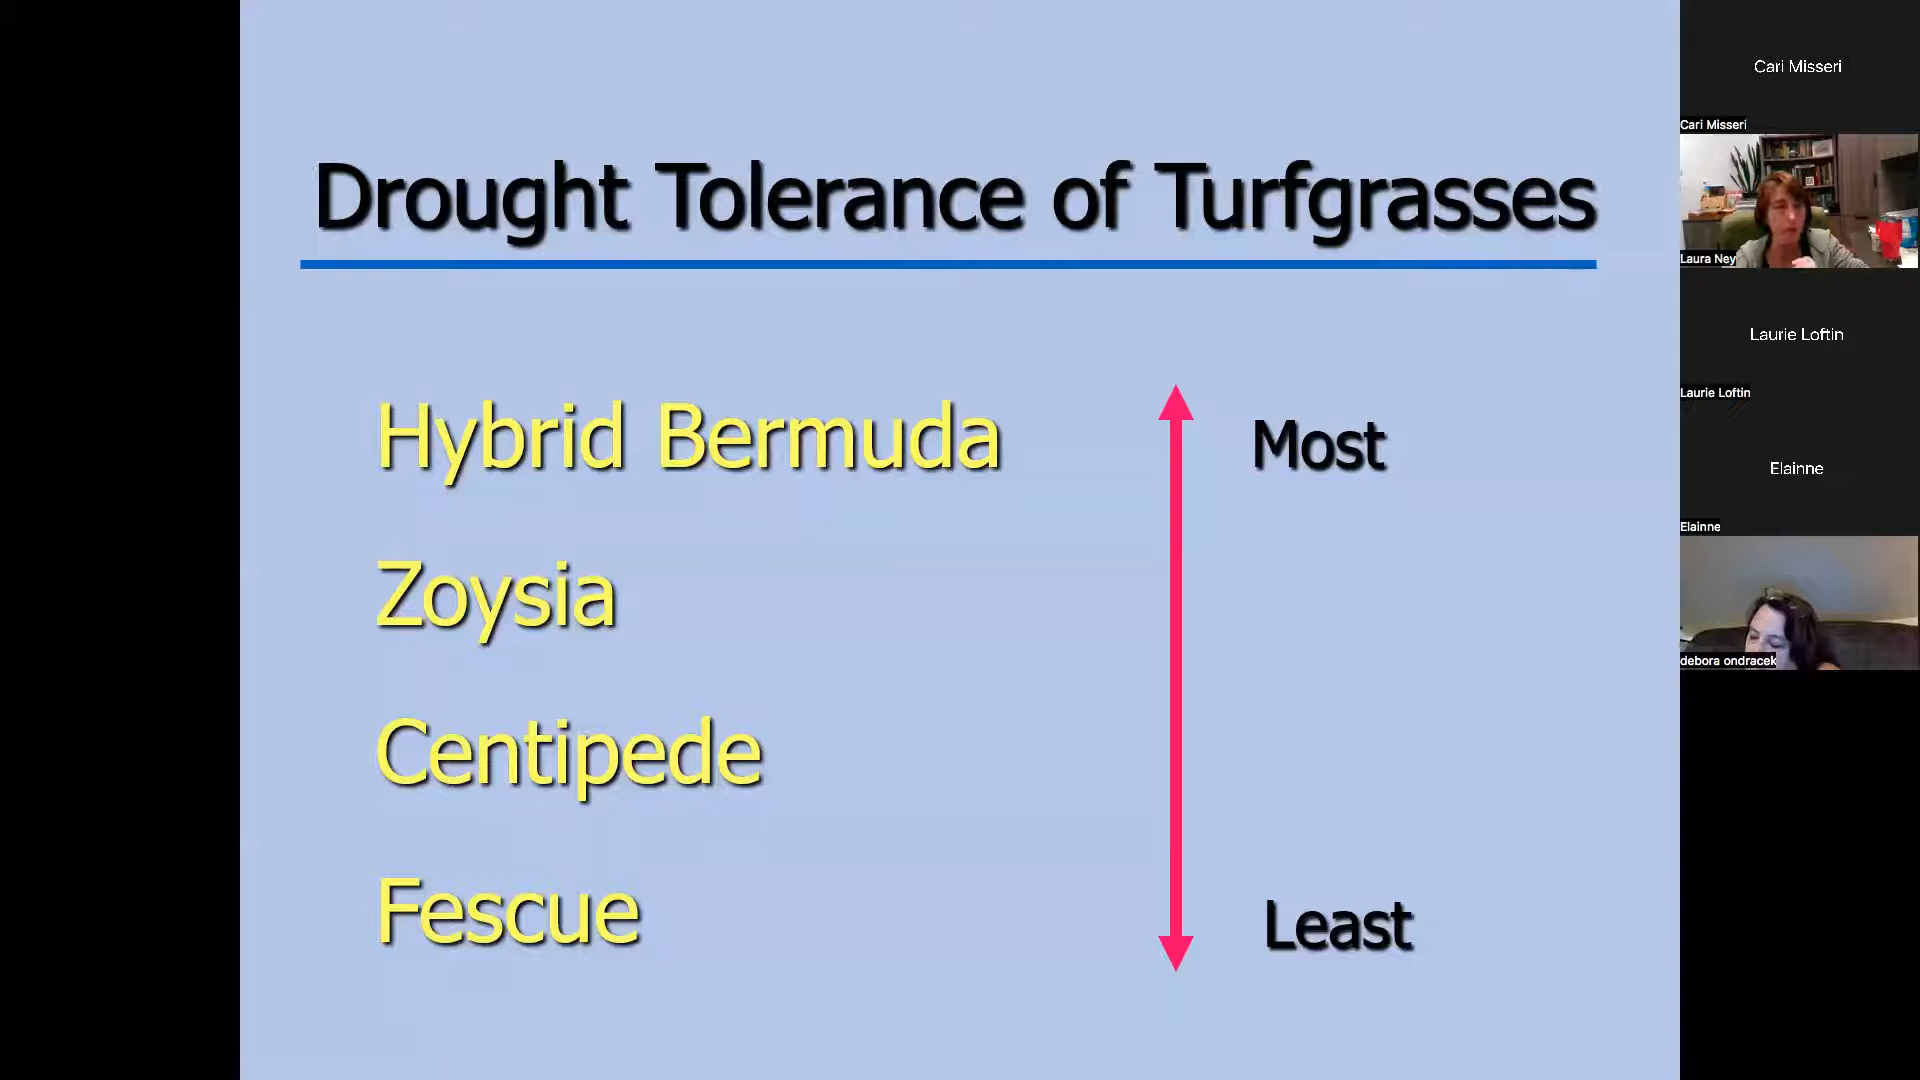 Drought Tolerance of Turfgrasses
Hybrid Bermuda
Most
Zoysia
Centipede
Fescue
Least
Cari Misseri
Cari Misseri
Laura Ney
Laurie Loftin
Laurie Loftin
Elainne
Elainne
debora ondracek